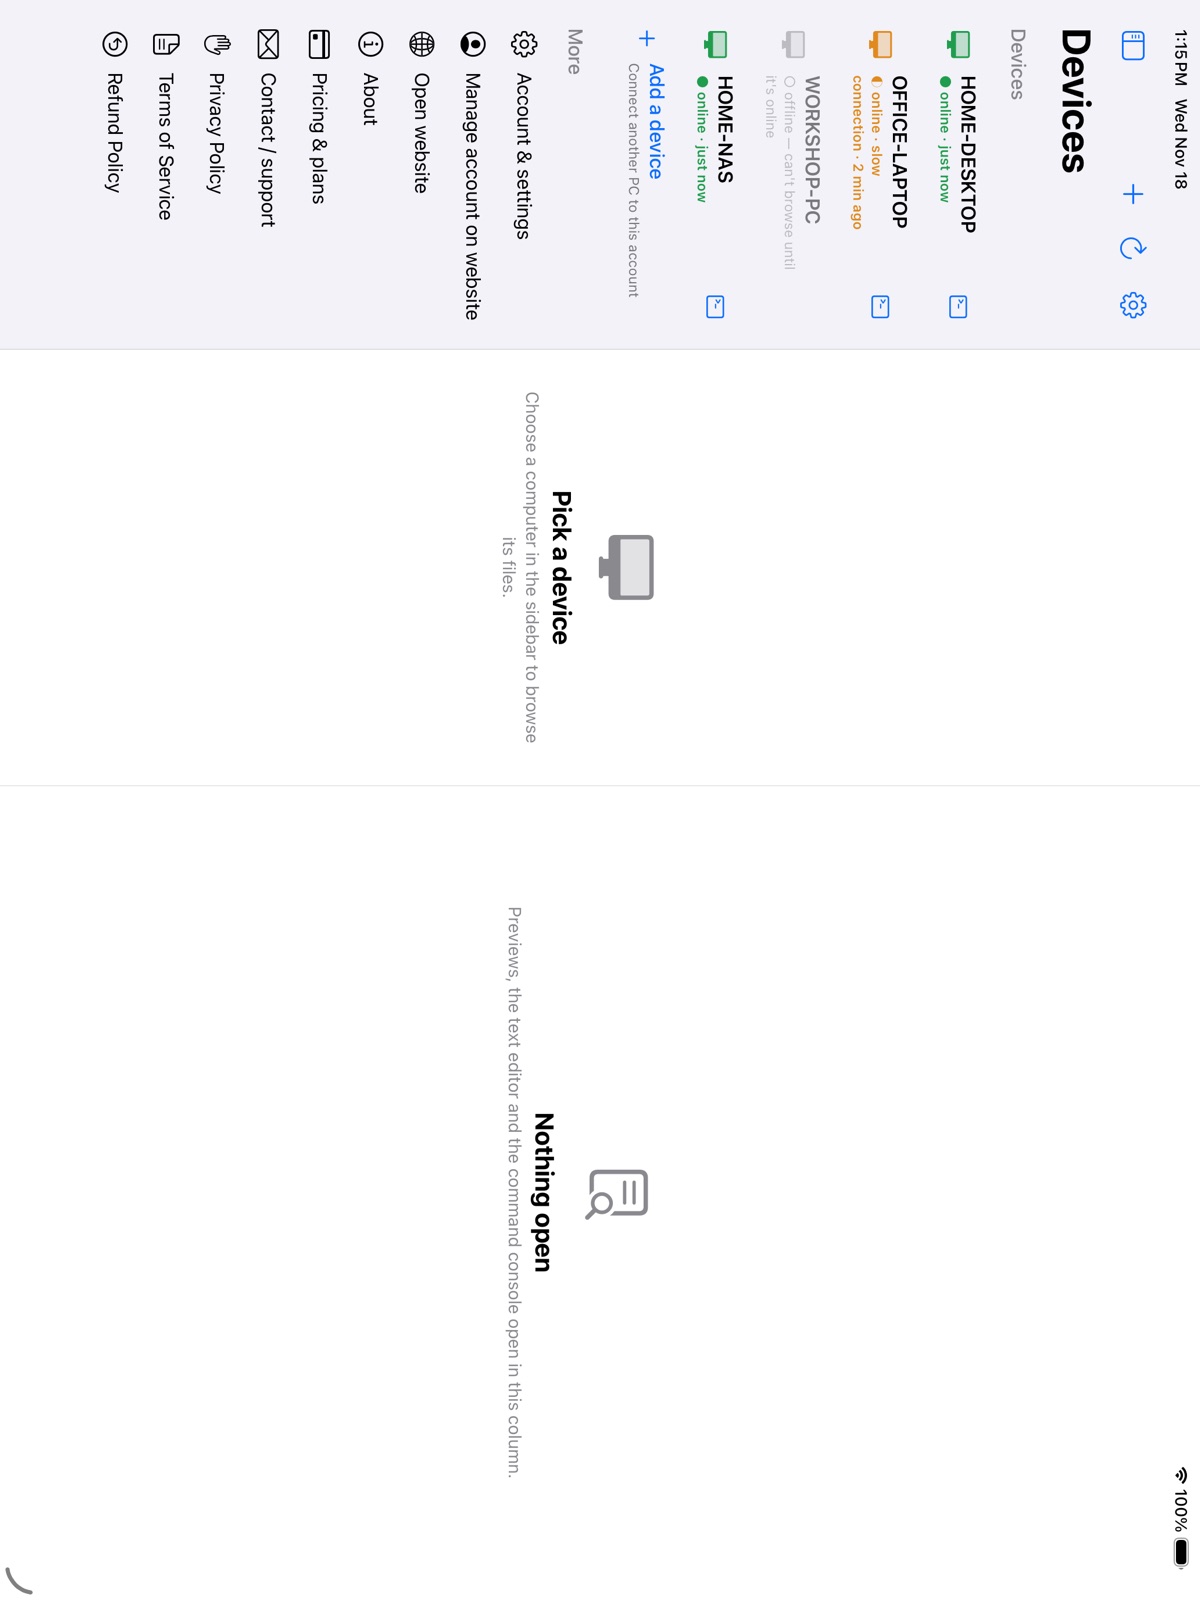 1:15 PM Wed Nov 18
100%
Devices
Devices
HOME-DESKTOP
online · just now
OFFICE-LAPTOP
online · slow
connection · 2 min ago
WORKSHOP-PC
offline — can't browse until
it's online
HOME-NAS
online · just now
Add a device
Connect another PC to this account
More
Account & settings
Manage account on website
Open website
About
Pricing & plans
Contact / support
Privacy Policy
Terms of Service
Refund Policy
Pick a device
Choose a computer in the sidebar to browse
its files.
Nothing open
Previews, the text editor and the command console open in this column.